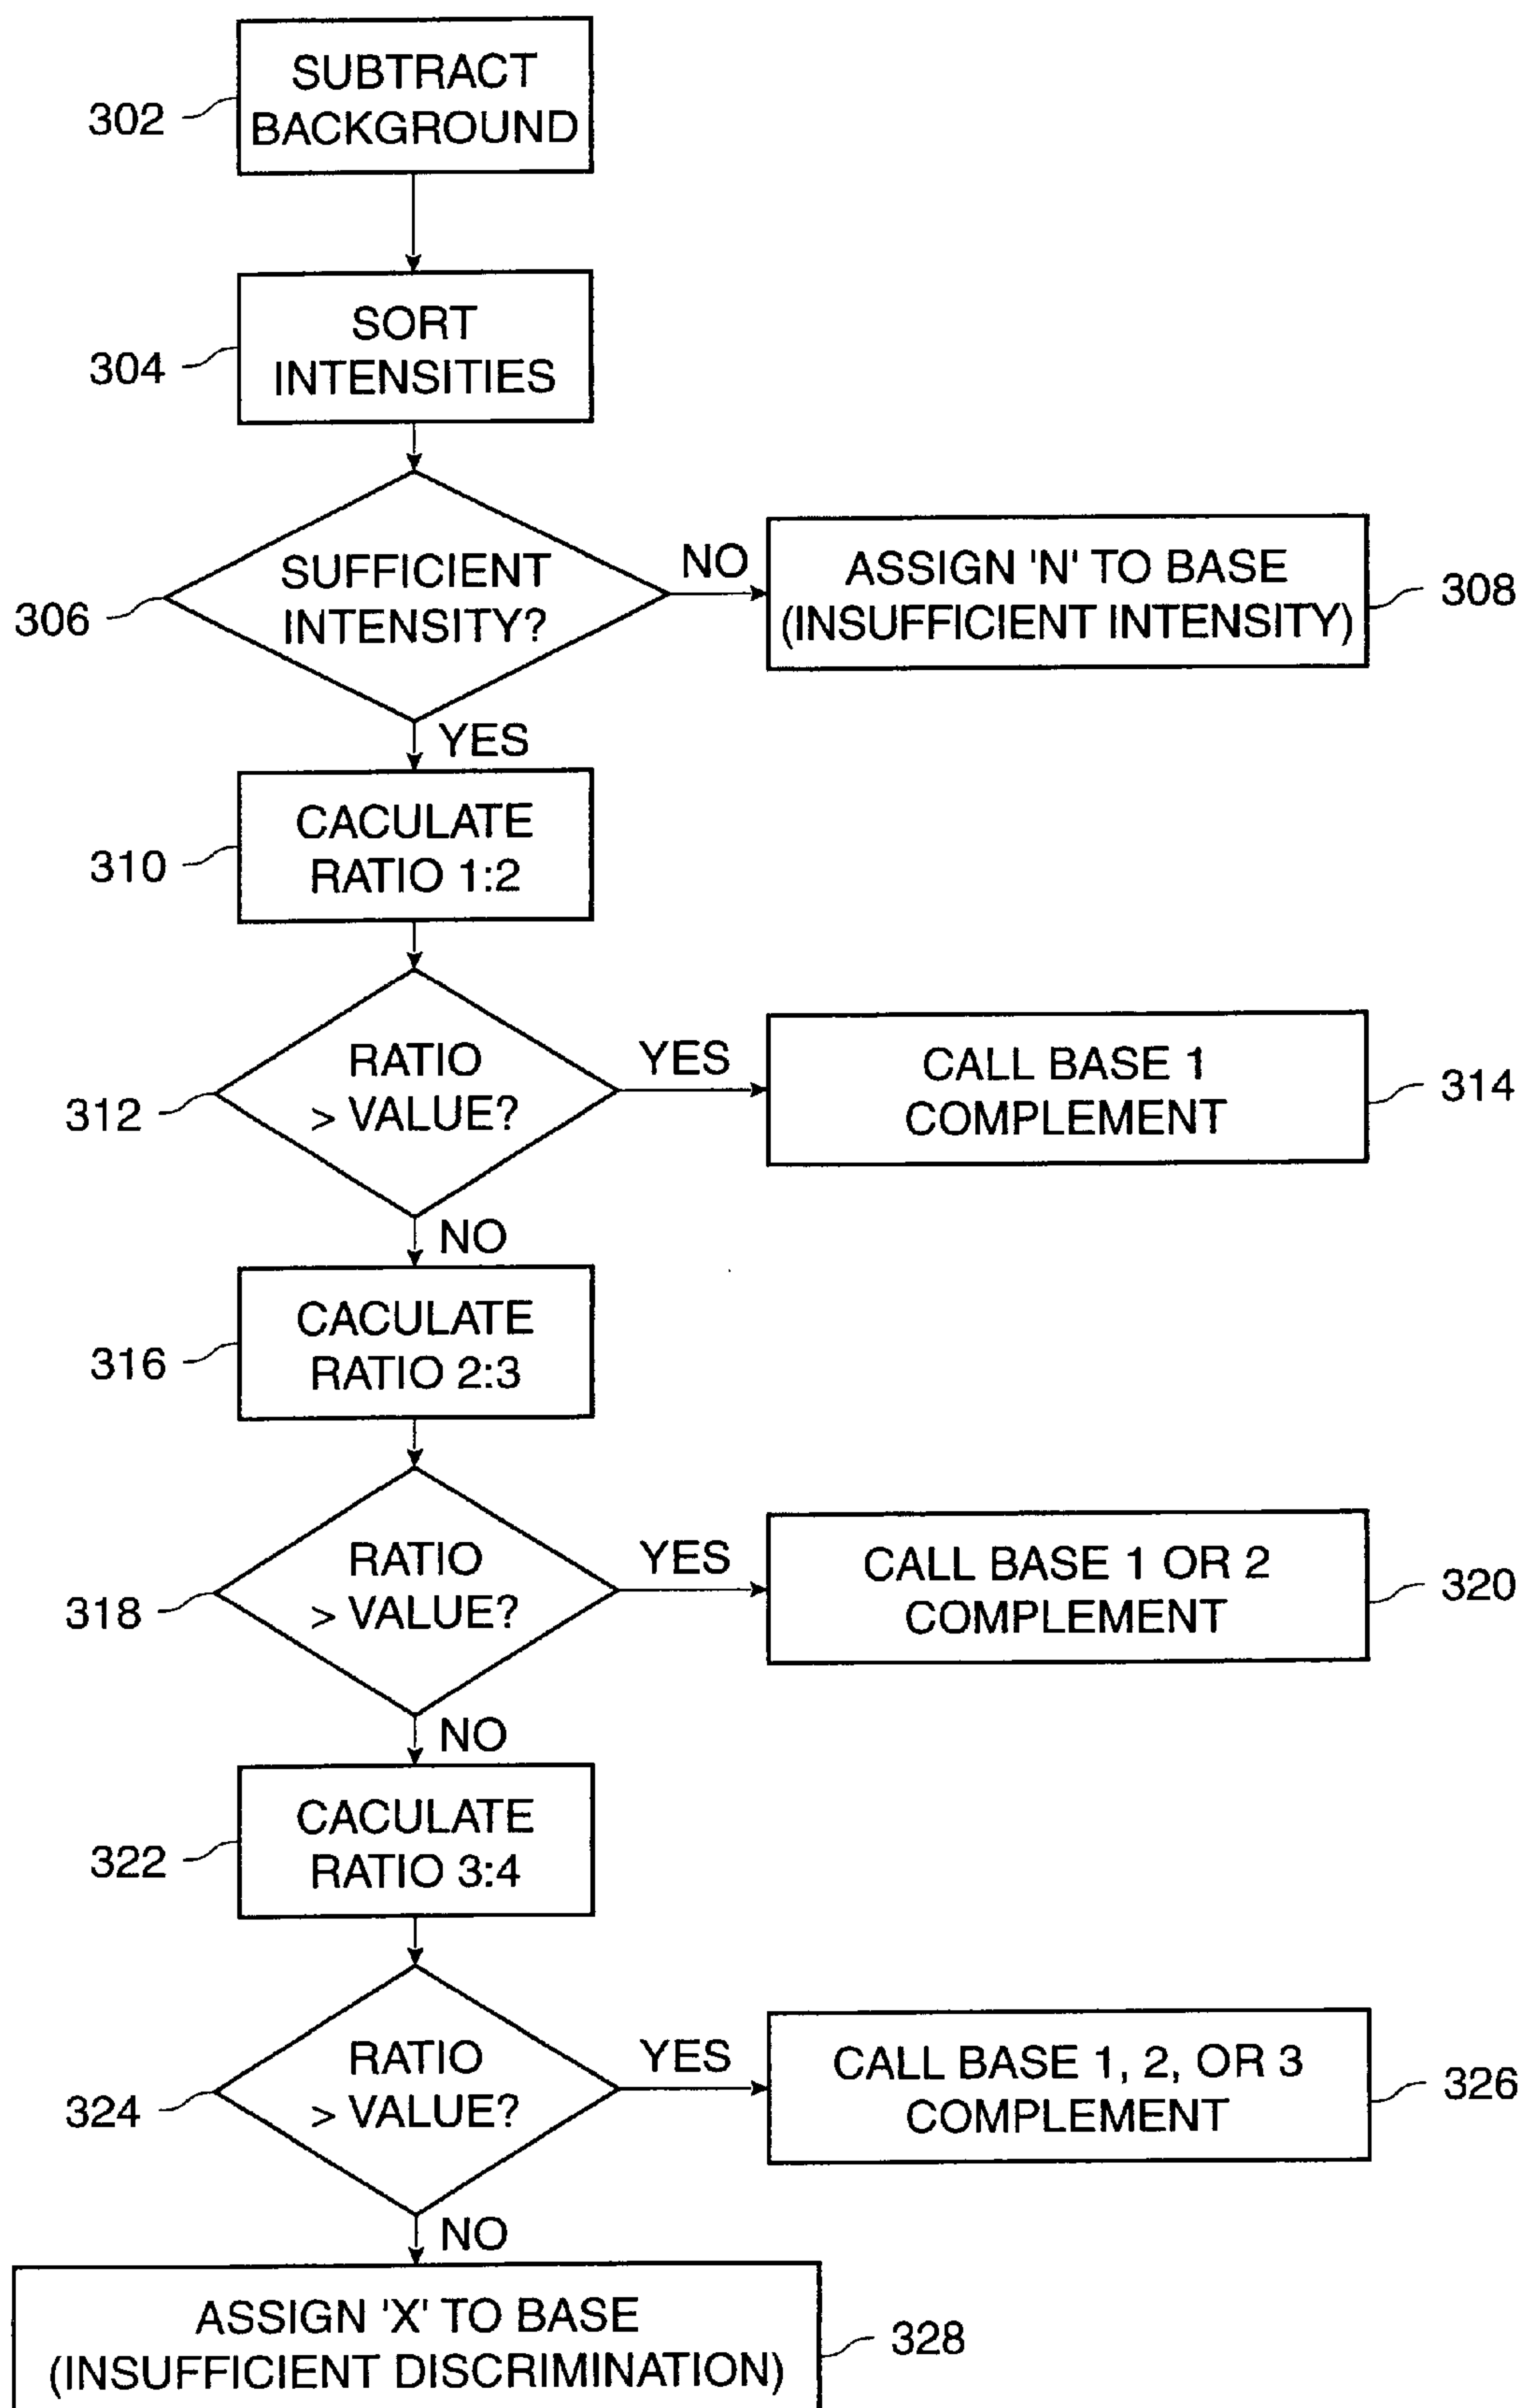 SUBTRACT
BACKGROUND
302
SORT
INTENSITIES
304
SUFFICIENT
INTENSITY?
306
NO
ASSIGN 'N' TO BASE
(INSUFFICIENT INTENSITY)
308
YES
CACULATE
RATIO 1:2
310
RATIO
> VALUE?
312
YES
CALL BASE 1
COMPLEMENT
314
NO
CACULATE
RATIO 2:3
316
RATIO
> VALUE?
318
YES
CALL BASE 1 OR 2
COMPLEMENT
320
NO
CACULATE
RATIO 3:4
322
RATIO
> VALUE?
324
YES
CALL BASE 1, 2, OR 3
COMPLEMENT
326
NO
ASSIGN 'X' TO BASE
(INSUFFICIENT DISCRIMINATION)
328